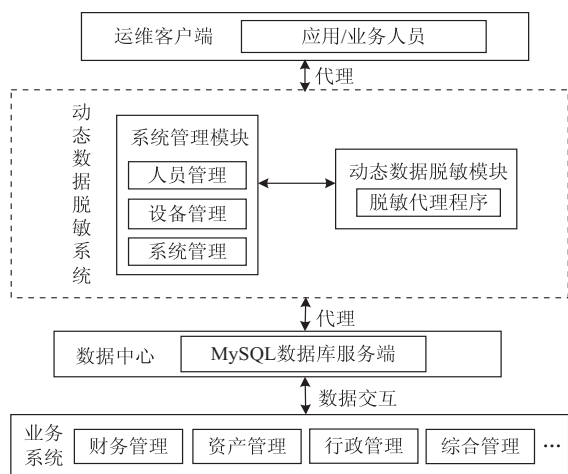 运维客户端
应用/业务人员
代理
动态数据脱敏系统
系统管理模块
人员管理
设备管理
系统管理
动态数据脱敏模块
脱敏代理程序
代理
数据中心
MySQL数据库服务端
数据交互
业务
系统
财务管理
资产管理
行政管理
综合管理
…